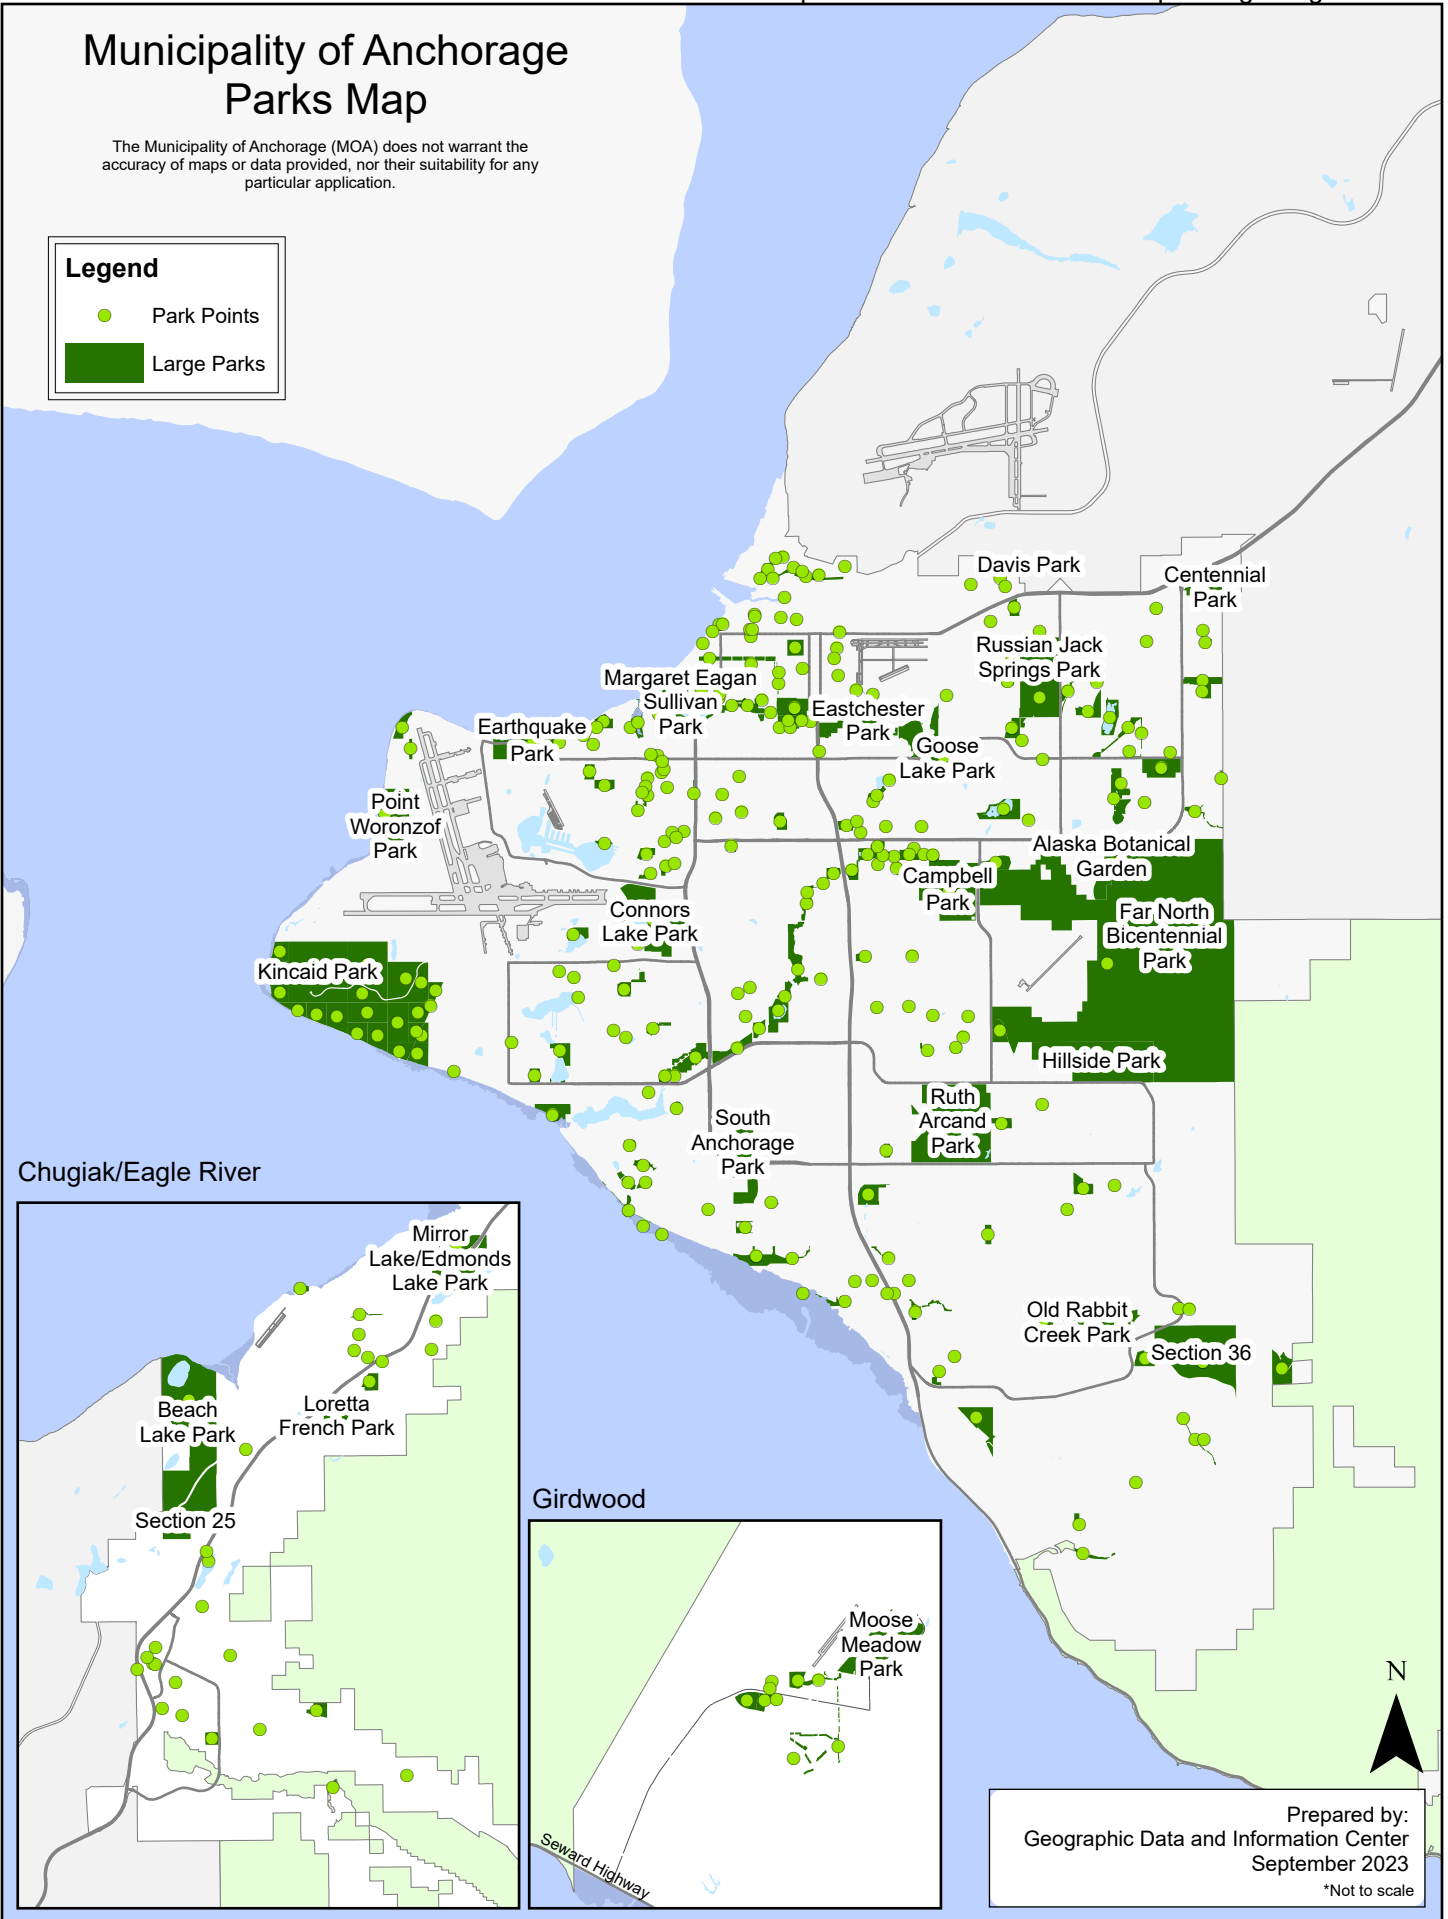 Municipality of Anchorage
Parks Map
The Municipality of Anchorage (MOA) does not warrant the
accuracy of maps or data provided, nor their suitability for any
particular application.
Legend
Park Points
Large Parks
Davis Park
Centennial
Park
Russian Jack
Springs Park
Margaret Eagan
Sullivan
Park
Eastchester
Park
Earthquake
Park
Goose
Lake Park
Point
Woronzof
Park
Alaska Botanical
Garden
Campbell
Park
Connors
Lake Park
Far North
Bicentennial
Park
Kincaid Park
Hillside Park
Ruth
Arcand
Park
South
Anchorage
Park
Old Rabbit
Creek Park
Section 36
Chugiak/Eagle River
Mirror
Lake/Edmonds
Lake Park
Loretta
French Park
Beach
Lake Park
Section 25
Girdwood
Moose
Meadow
Park
Seward Highway
N
Prepared by:
Geographic Data and Information Center
September 2023
*Not to scale